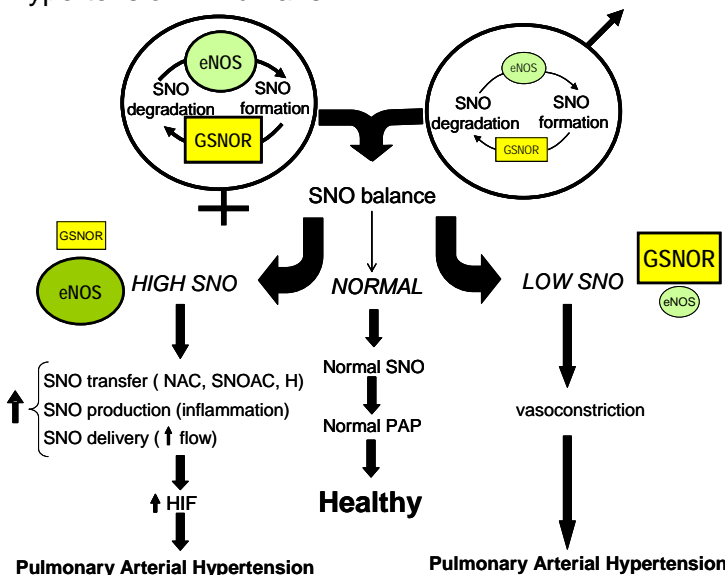 eNOS
SNO
degradation
SNO
formation
GSNOR
eNOS
SNO
degradation
SNO
formation
GSNOR
SNO balance
GSNOR
eNOS
HIGH SNO
NORMAL
LOW SNO
GSNOR
eNOS
SNO transfer ( NAC, SNOAC, H)
SNO production (inflammation)
SNO delivery ( flow)
HIF
Pulmonary Arterial Hypertension
Normal SNO
Normal PAP
Healthy
vasoconstriction
Pulmonary Arterial Hypertension